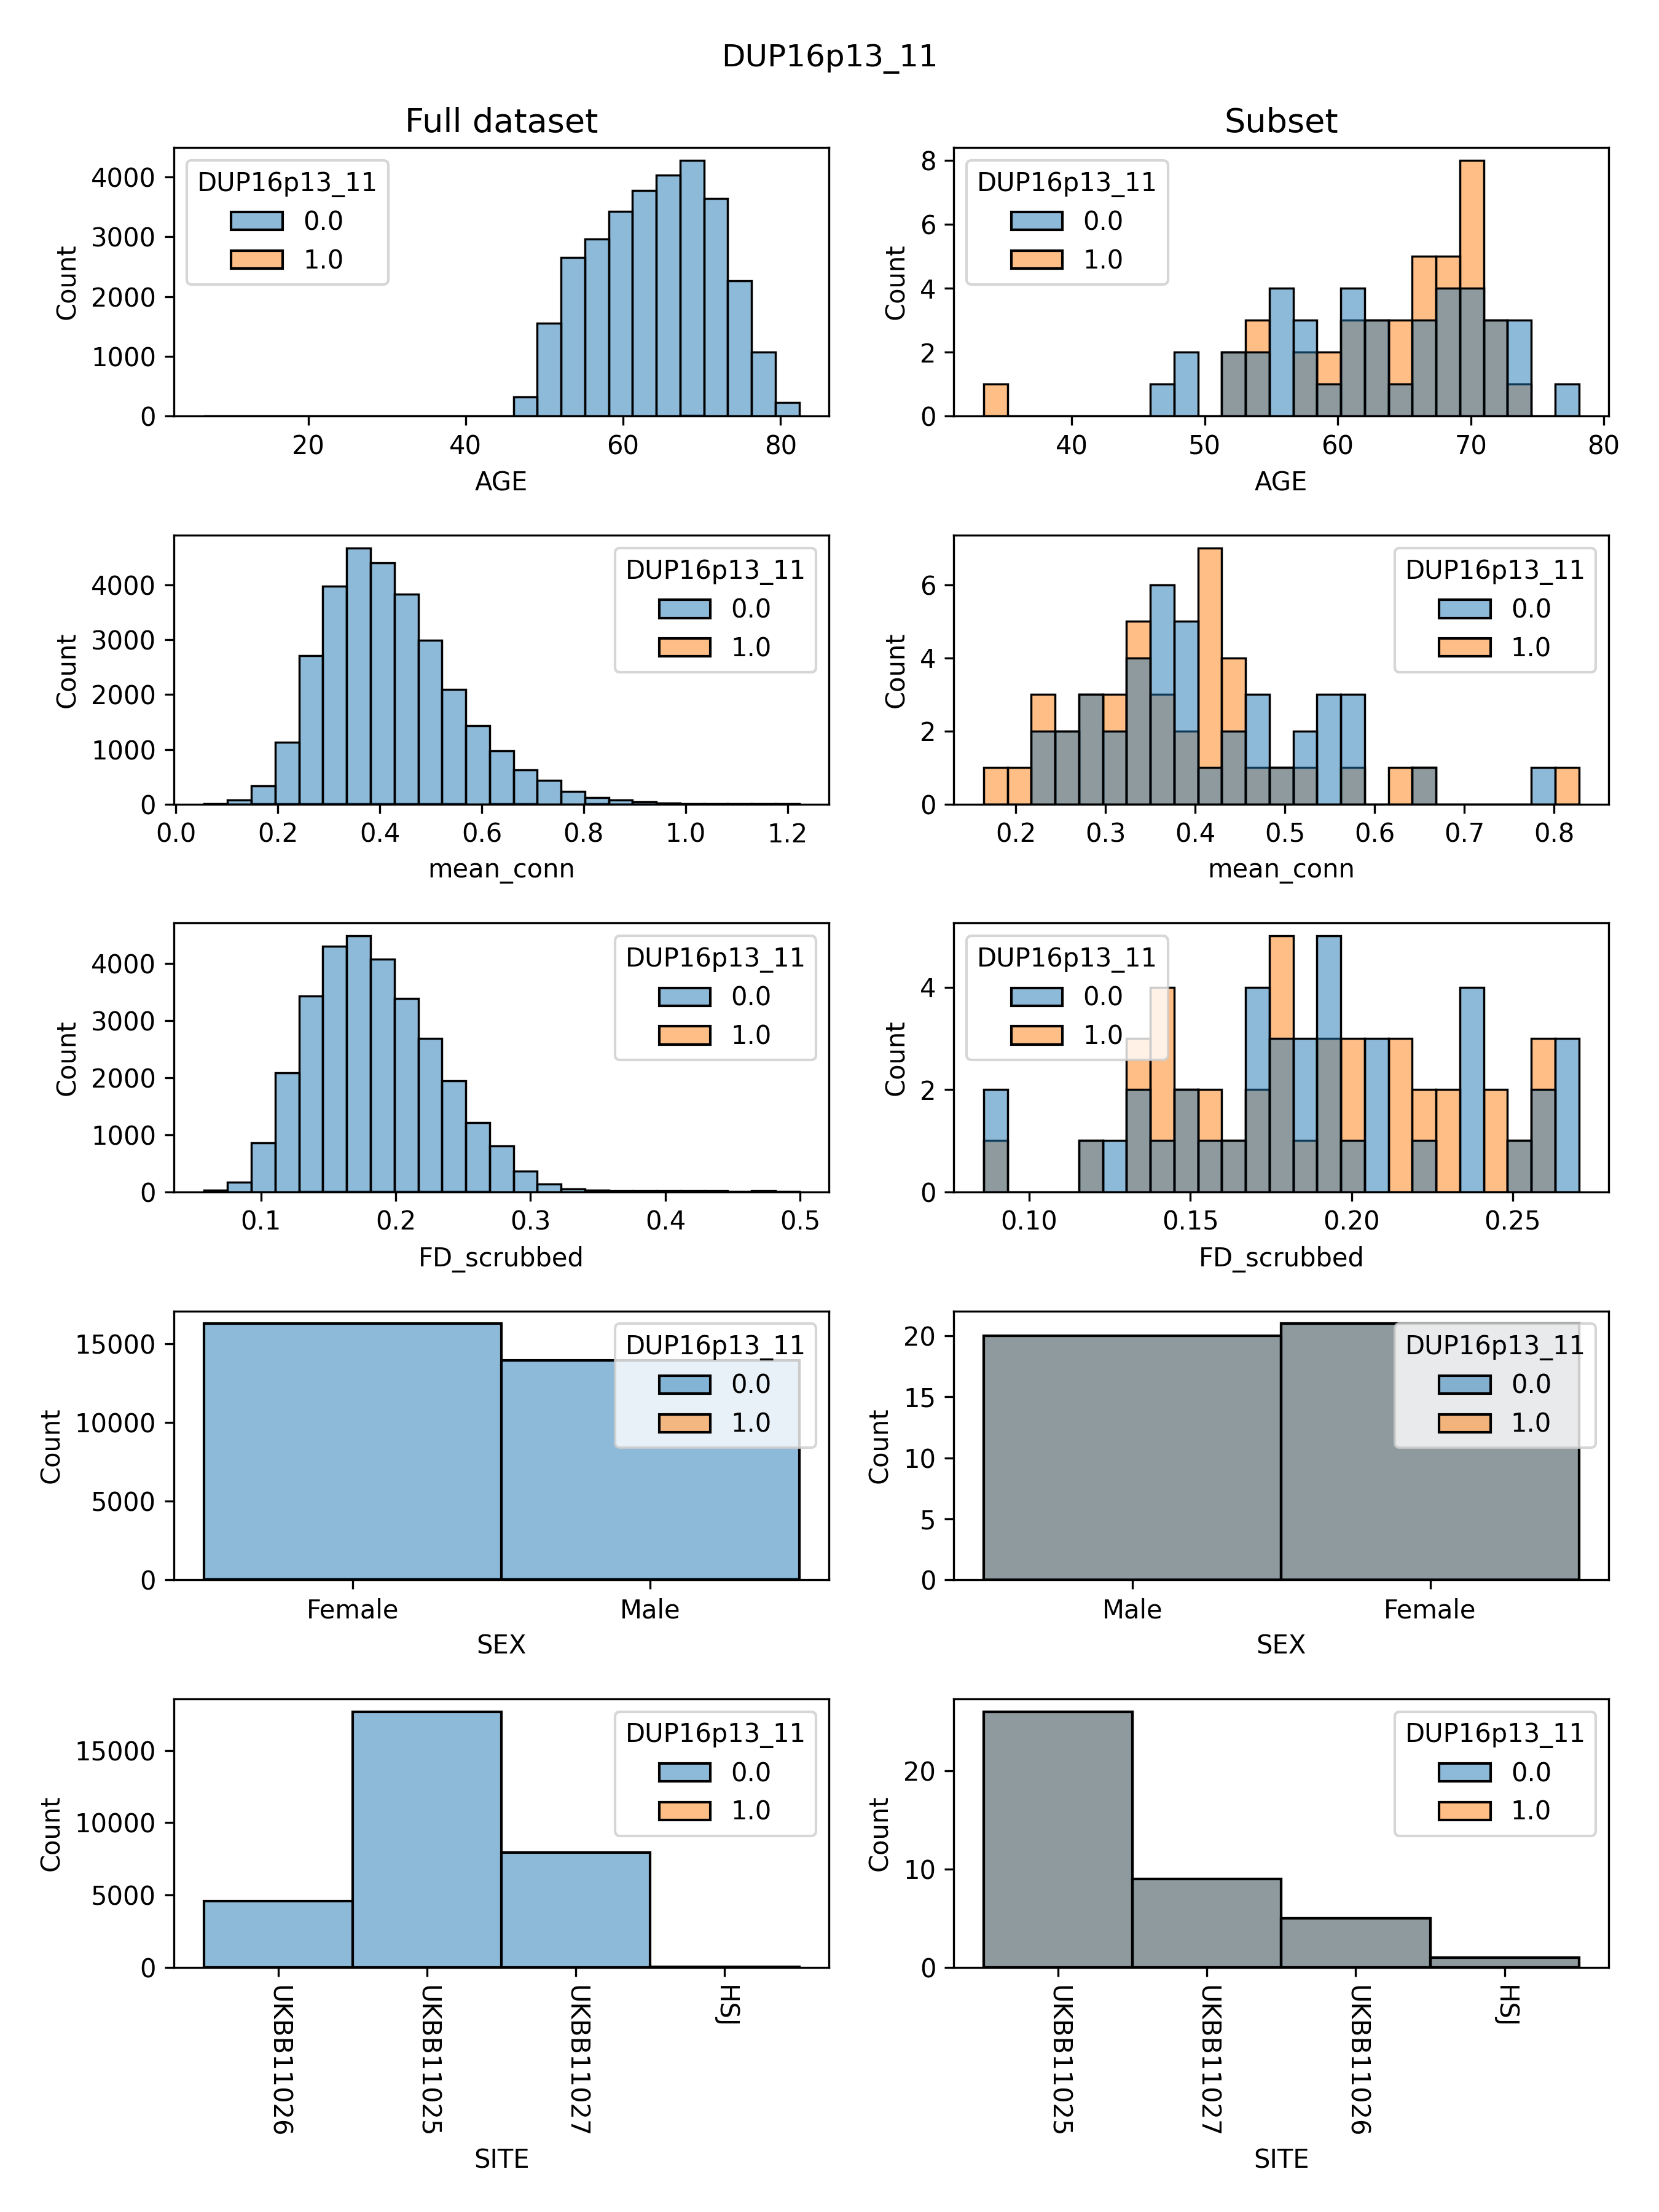 DUP16p13_11
Full dataset
Subset
DUP16p13_11
0.0
1.0
Count
4000
3000
2000
1000
0
20 40 60 80
AGE
DUP16p13_11
0.0
1.0
Count
8
6
4
2
0
40 50 60 70 80
AGE
DUP16p13_11
0.0
1.0
Count
4000
3000
2000
1000
0
0.0 0.2 0.4 0.6 0.8 1.0 1.2
mean_conn
DUP16p13_11
0.0
1.0
Count
6
4
2
0
0.2 0.3 0.4 0.5 0.6 0.7 0.8
mean_conn
DUP16p13_11
0.0
1.0
Count
4000
3000
2000
1000
0
0.1 0.2 0.3 0.4 0.5
FD_scrubbed
DUP16p13_11
0.0
1.0
Count
4
2
0
0.10 0.15 0.20 0.25
FD_scrubbed
DUP16p13_11
0.0
1.0
Count
15000
10000
5000
0
Female Male
SEX
DUP16p13_11
0.0
1.0
Count
20
15
10
5
0
Male Female
SEX
DUP16p13_11
0.0
1.0
Count
15000
10000
5000
0
UKBB11026
UKBB11025
UKBB11027
HSJ
SITE
DUP16p13_11
0.0
1.0
Count
20
10
0
UKBB11025
UKBB11027
UKBB11026
HSJ
SITE